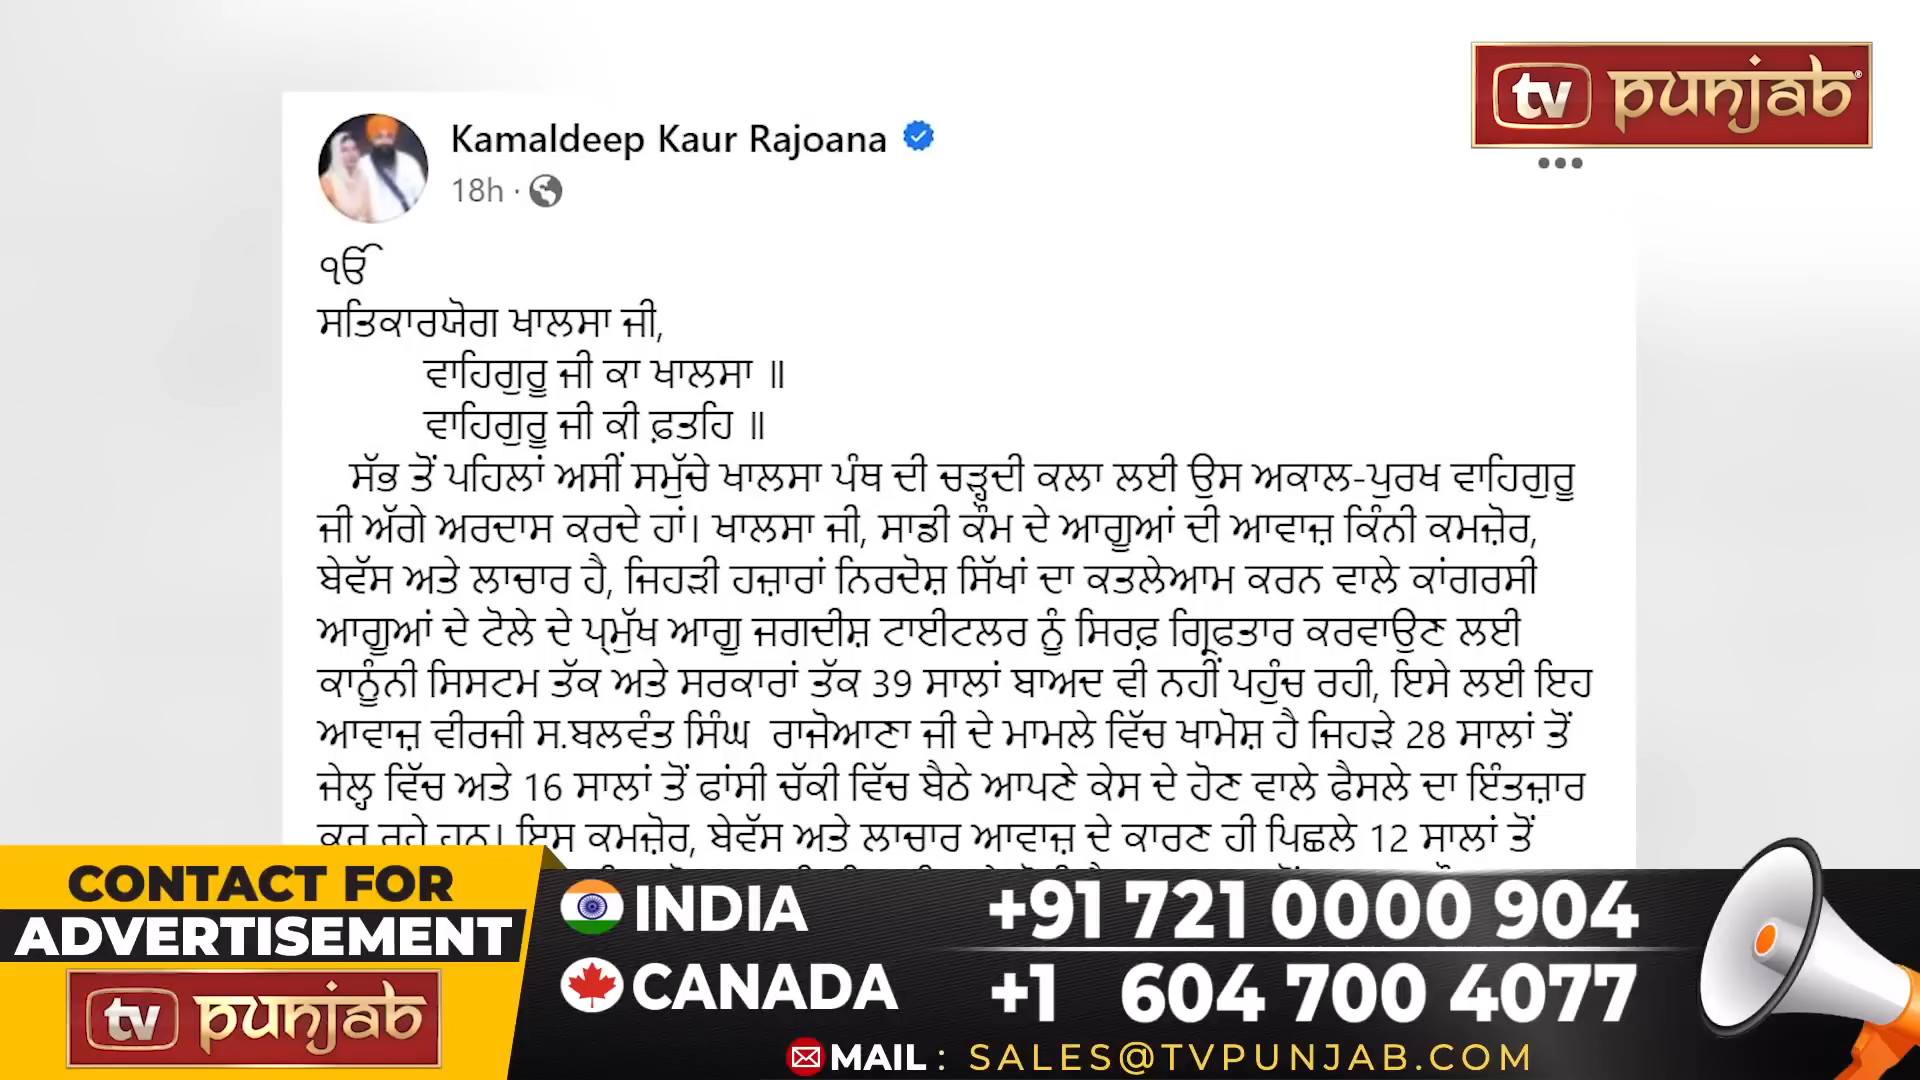 tv punjab®
Kamaldeep Kaur Rajoana
18h ·
ੴ
ਸਤਿਕਾਰਯੋਗ ਖਾਲਸਾ ਜੀ,
ਵਾਹਿਗੁਰੂ ਜੀ ਕਾ ਖਾਲਸਾ ॥
ਵਾਹਿਗੁਰੂ ਜੀ ਕੀ ਫ਼ਤਹਿ ॥
ਸੱਭ ਤੋਂ ਪਹਿਲਾਂ ਅਸੀਂ ਸਮੁੱਚੇ ਖਾਲਸਾ ਪੰਥ ਦੀ ਚੜ੍ਹਦੀ ਕਲਾ ਲਈ ਉਸ ਅਕਾਲ-ਪੁਰਖ ਵਾਹਿਗੁਰੂ
ਜੀ ਅੱਗੇ ਅਰਦਾਸ ਕਰਦੇ ਹਾਂ। ਖਾਲਸਾ ਜੀ, ਸਾਡੀ ਕੌਮ ਦੇ ਆਗੂਆਂ ਦੀ ਆਵਾਜ਼ ਕਿੰਨੀ ਕਮਜ਼ੋਰ,
ਬੇਵੱਸ ਅਤੇ ਲਾਚਾਰ ਹੈ, ਜਿਹੜੀ ਹਜ਼ਾਰਾਂ ਨਿਰਦੋਸ਼ ਸਿੱਖਾਂ ਦਾ ਕਤਲੇਆਮ ਕਰਨ ਵਾਲੇ ਕਾਂਗਰਸੀ
ਆਗੂਆਂ ਦੇ ਟੋਲੇ ਦੇ ਪ੍ਰਮੁੱਖ ਆਗੂ ਜਗਦੀਸ਼ ਟਾਈਟਲਰ ਨੂੰ ਸਿਰਫ਼ ਗ੍ਰਿਫਤਾਰ ਕਰਵਾਉਣ ਲਈ
ਕਾਨੂੰਨੀ ਸਿਸਟਮ ਤੱਕ ਅਤੇ ਸਰਕਾਰਾਂ ਤੱਕ 39 ਸਾਲਾਂ ਬਾਅਦ ਵੀ ਨਹੀਂ ਪਹੁੰਚ ਰਹੀ, ਇਸੇ ਲਈ ਇਹ
ਆਵਾਜ਼ ਵੀਰਜੀ ਸ.ਬਲਵੰਤ ਸਿੰਘ ਰਾਜੋਆਣਾ ਜੀ ਦੇ ਮਾਮਲੇ ਵਿੱਚ ਖਾਮੋਸ਼ ਹੈ ਜਿਹੜੇ 28 ਸਾਲਾਂ ਤੋਂ
ਜੇਲ੍ਹ ਵਿੱਚ ਅਤੇ 16 ਸਾਲਾਂ ਤੋਂ ਫਾਂਸੀ ਚੱਕੀ ਵਿੱਚ ਬੈਠੇ ਆਪਣੇ ਕੇਸ ਦੇ ਹੋਣ ਵਾਲੇ ਫੈਸਲੇ ਦਾ ਇੰਤਜ਼ਾਰ
ਕਰ ਰਹੇ ਹਨ। ਇਸ ਕਮਜ਼ੋਰ, ਬੇਵੱਸ ਅਤੇ ਲਾਚਾਰ ਆਵਾਜ਼ ਦੇ ਕਾਰਣ ਹੀ ਪਿਛਲੇ 12 ਸਾਲਾਂ ਤੋਂ
CONTACT FOR
ADVERTISEMENT
tv punjab
INDIA +91 721 0000 904
CANADA +1 604 700 4077
MAIL : SALES@TVPUNJAB.COM